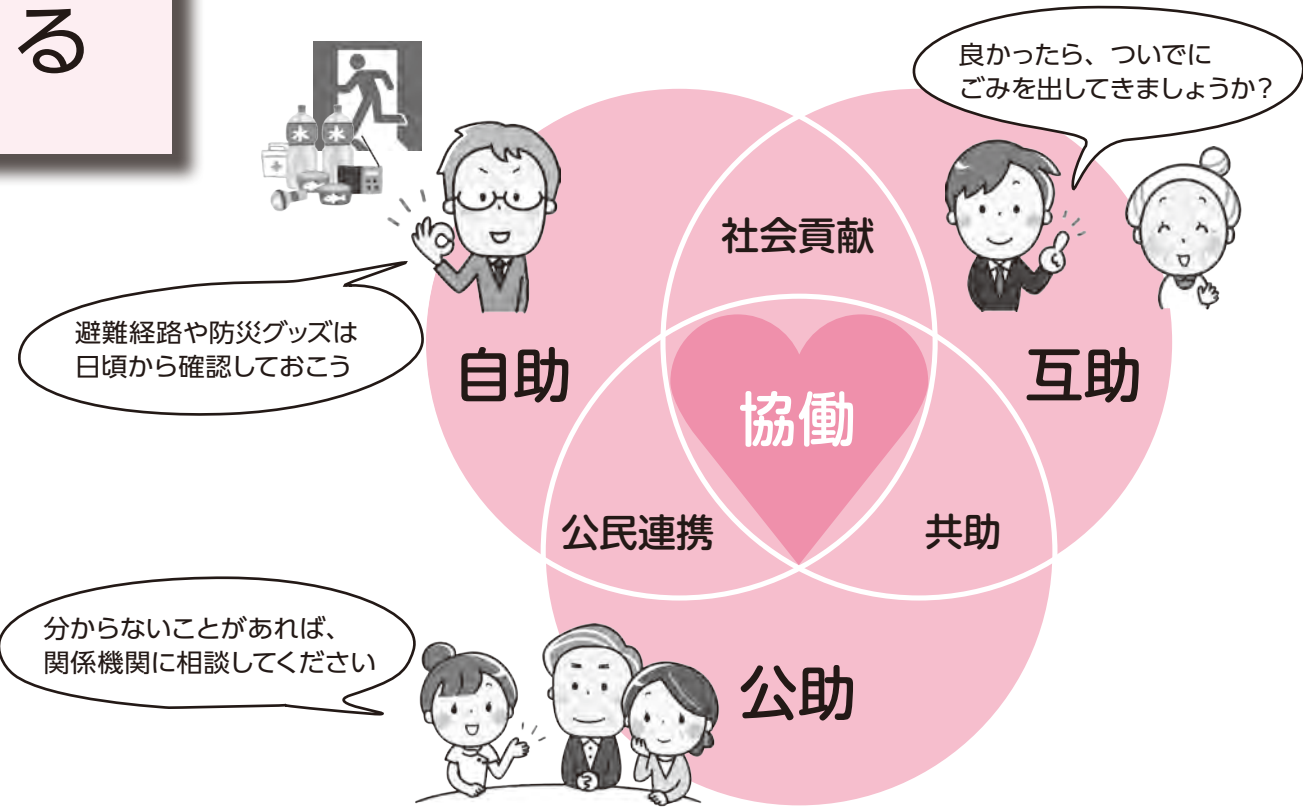 る
良かったら、ついでに
ごみを出してきましょうか?
水 水
社会貢献
避難経路や防災グッズは
日頃から確認しておこう
自助
互助
協働
公民連携
共助
分からないことがあれば、
関係機関に相談してください
公助